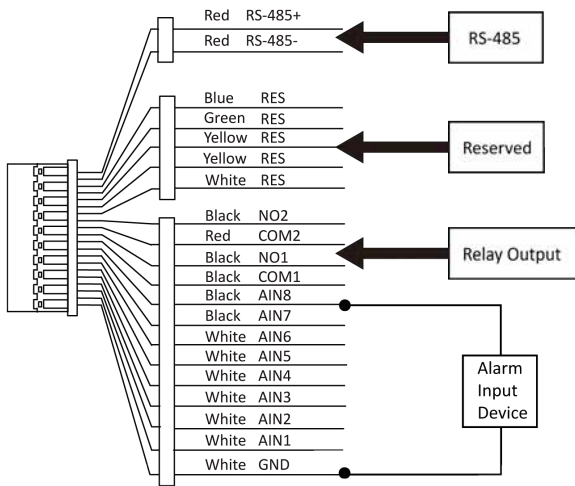 Red RS-485+
Red RS-485-
RS-485
Blue RES
Green RES
Yellow RES
Yellow RES
White RES
Reserved
Black NO2
Red COM2
Black NO1
Black COM1
Relay Output
Black AIN8
Black AIN7
White AIN6
White AIN5
White AIN4
White AIN3
White AIN2
White AIN1
White GND
Alarm
Input
Device